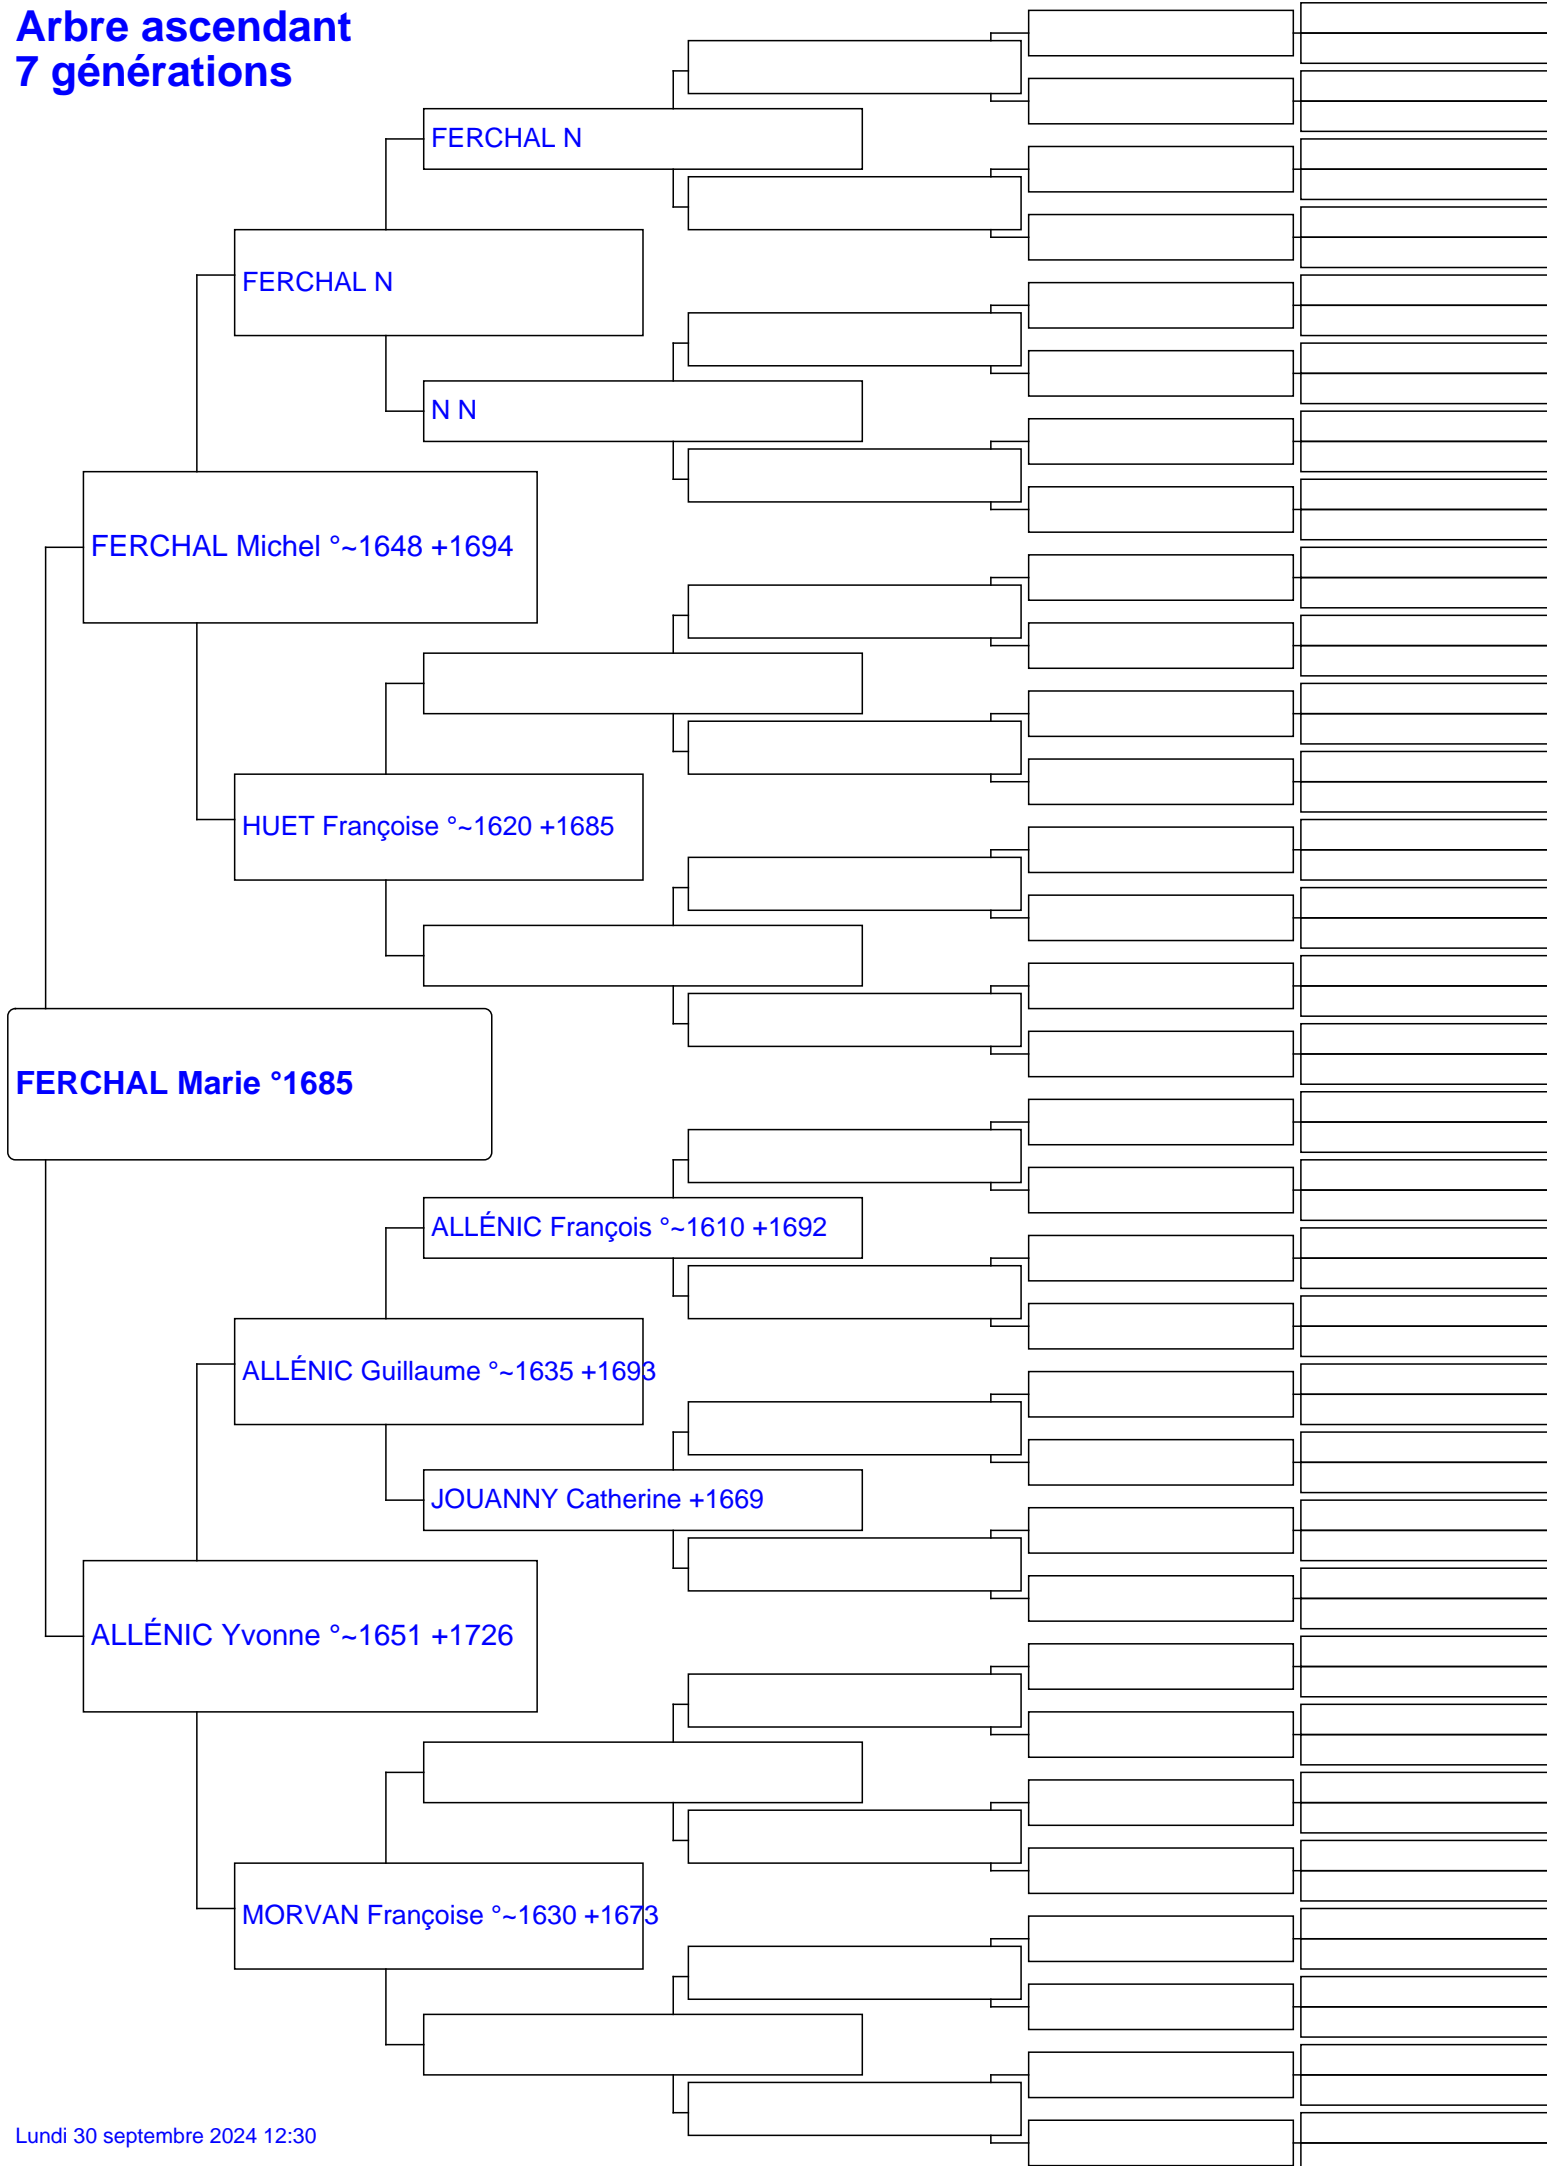 Arbre ascendant
7 générations
FERCHAL N
FERCHAL N
N N
FERCHAL Michel °~1648 +1694
HUET Françoise °~1620 +1685
FERCHAL Marie °1685
ALLÉNIC François °~1610 +1692
ALLÉNIC Guillaume °~1635 +1693
JOUANNY Catherine +1669
ALLÉNIC Yvonne °~1651 +1726
MORVAN Françoise °~1630 +1673
Lundi 30 septembre 2024 12:30